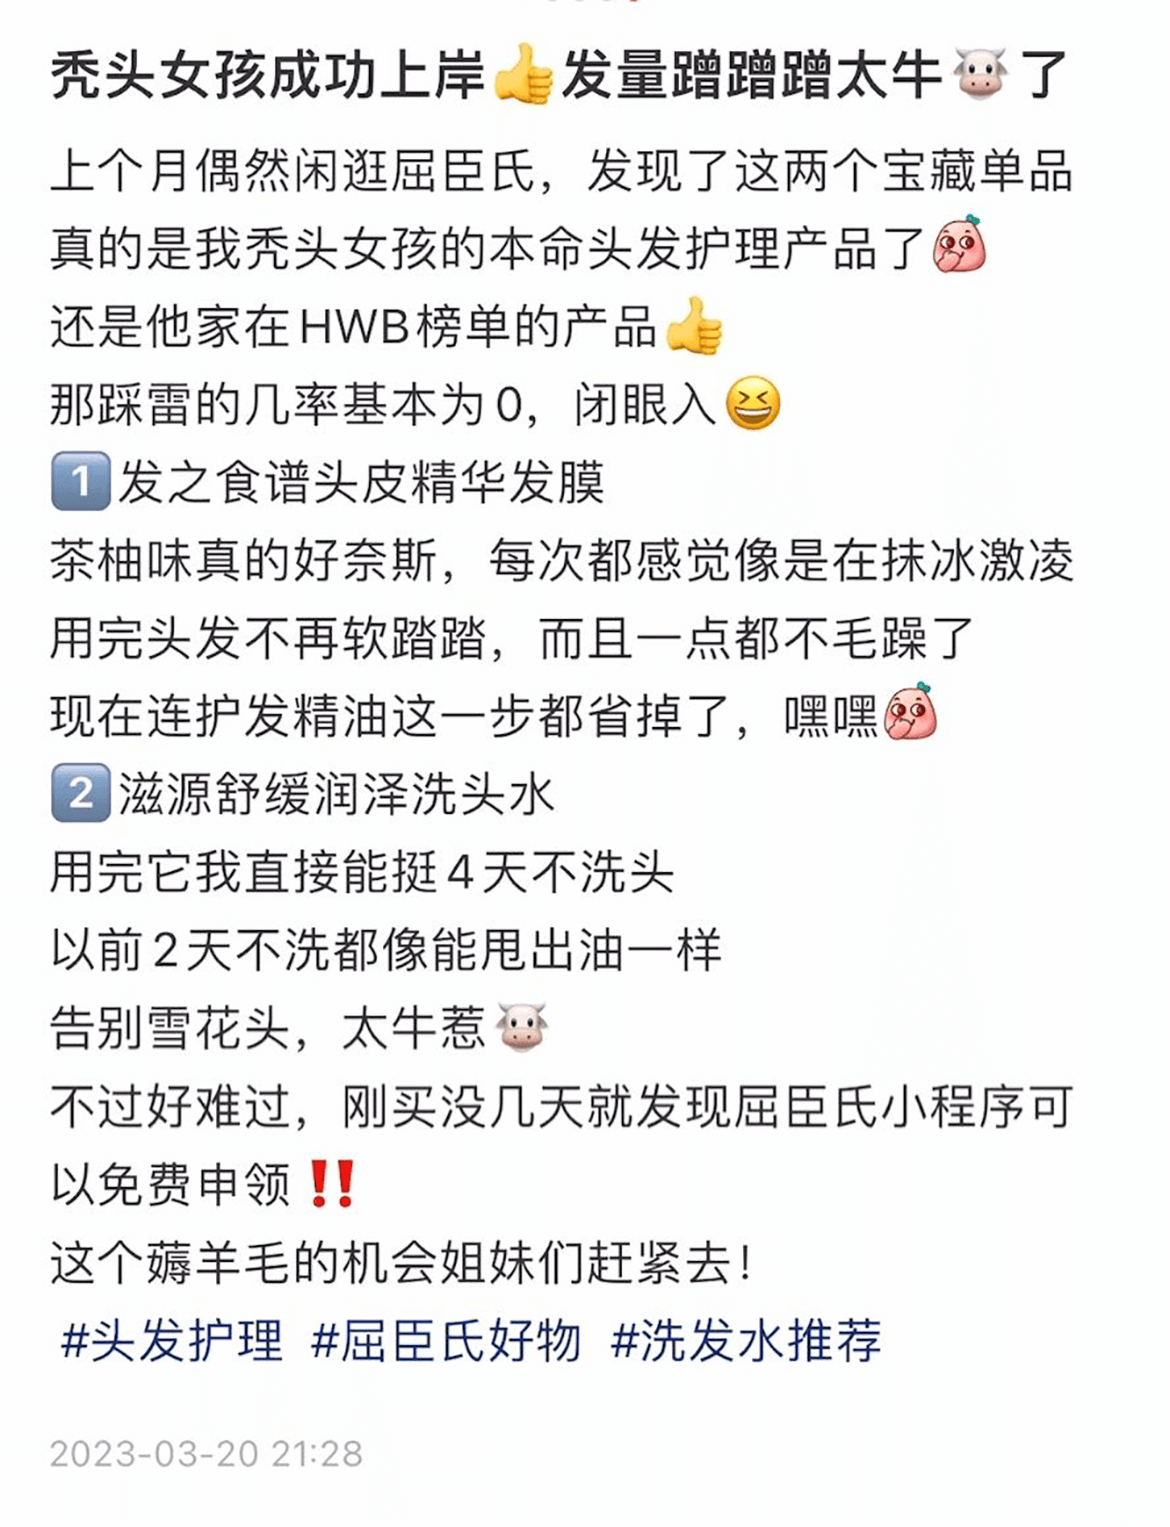 秃头女孩成功上岸👍发量蹭蹭蹭太牛🐮了
上个月偶然闲逛屈臣氏，发现了这两个宝藏单品
真的是我秃头女孩的本命头发护理产品了
还是他家在HWB榜单的产品👍
那踩雷的几率基本为0，闭眼入😆
1️⃣发之食谱头皮精华发膜
茶柚味真的好奈斯，每次都感觉像是在抹冰激凌
用完头发不再软踏踏，而且一点都不毛躁了
现在连护发精油这一步都省掉了，嘿嘿
2️⃣滋源舒缓润泽洗头水
用完它我直接能挺4天不洗头
以前2天不洗都像能甩出油一样
告别雪花头，太牛惹🐮
不过好难过，刚买没几天就发现屈臣氏小程序可
以免费申领‼️
这个薅羊毛的机会姐妹们赶紧去！
#头发护理 #屈臣氏好物 #洗发水推荐
2023-03-20 21:28